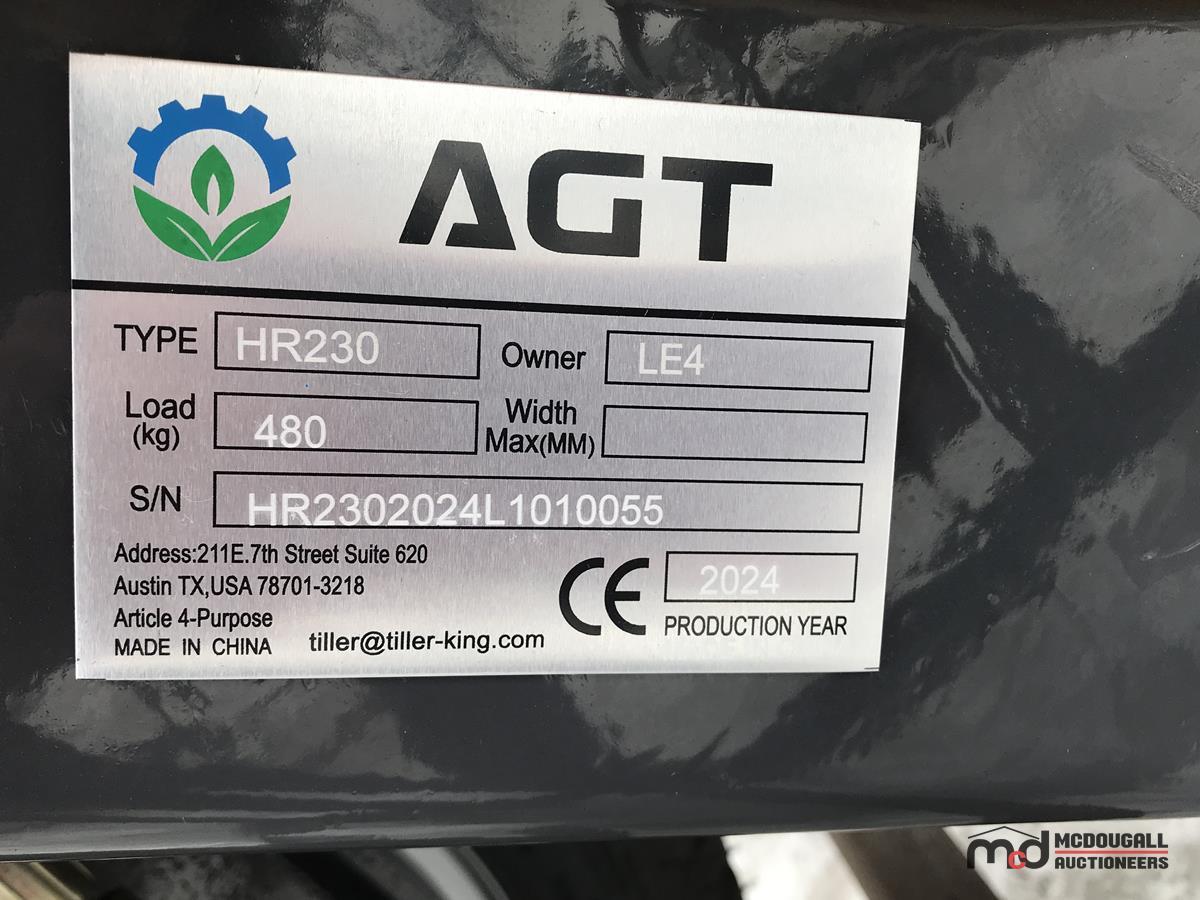 AGT
TYPE HR230 Owner LE4
Load (kg) 480 Width Max(MM)
S/N HR2302024L1010055
Address:211E.7th Street Suite 620
Austin TX,USA 78701-3218
Article 4-Purpose
MADE IN CHINA tiller@tiller-king.com
CE 2024
PRODUCTION YEAR
mcd MCDOUGALL
AUCTIONEERS